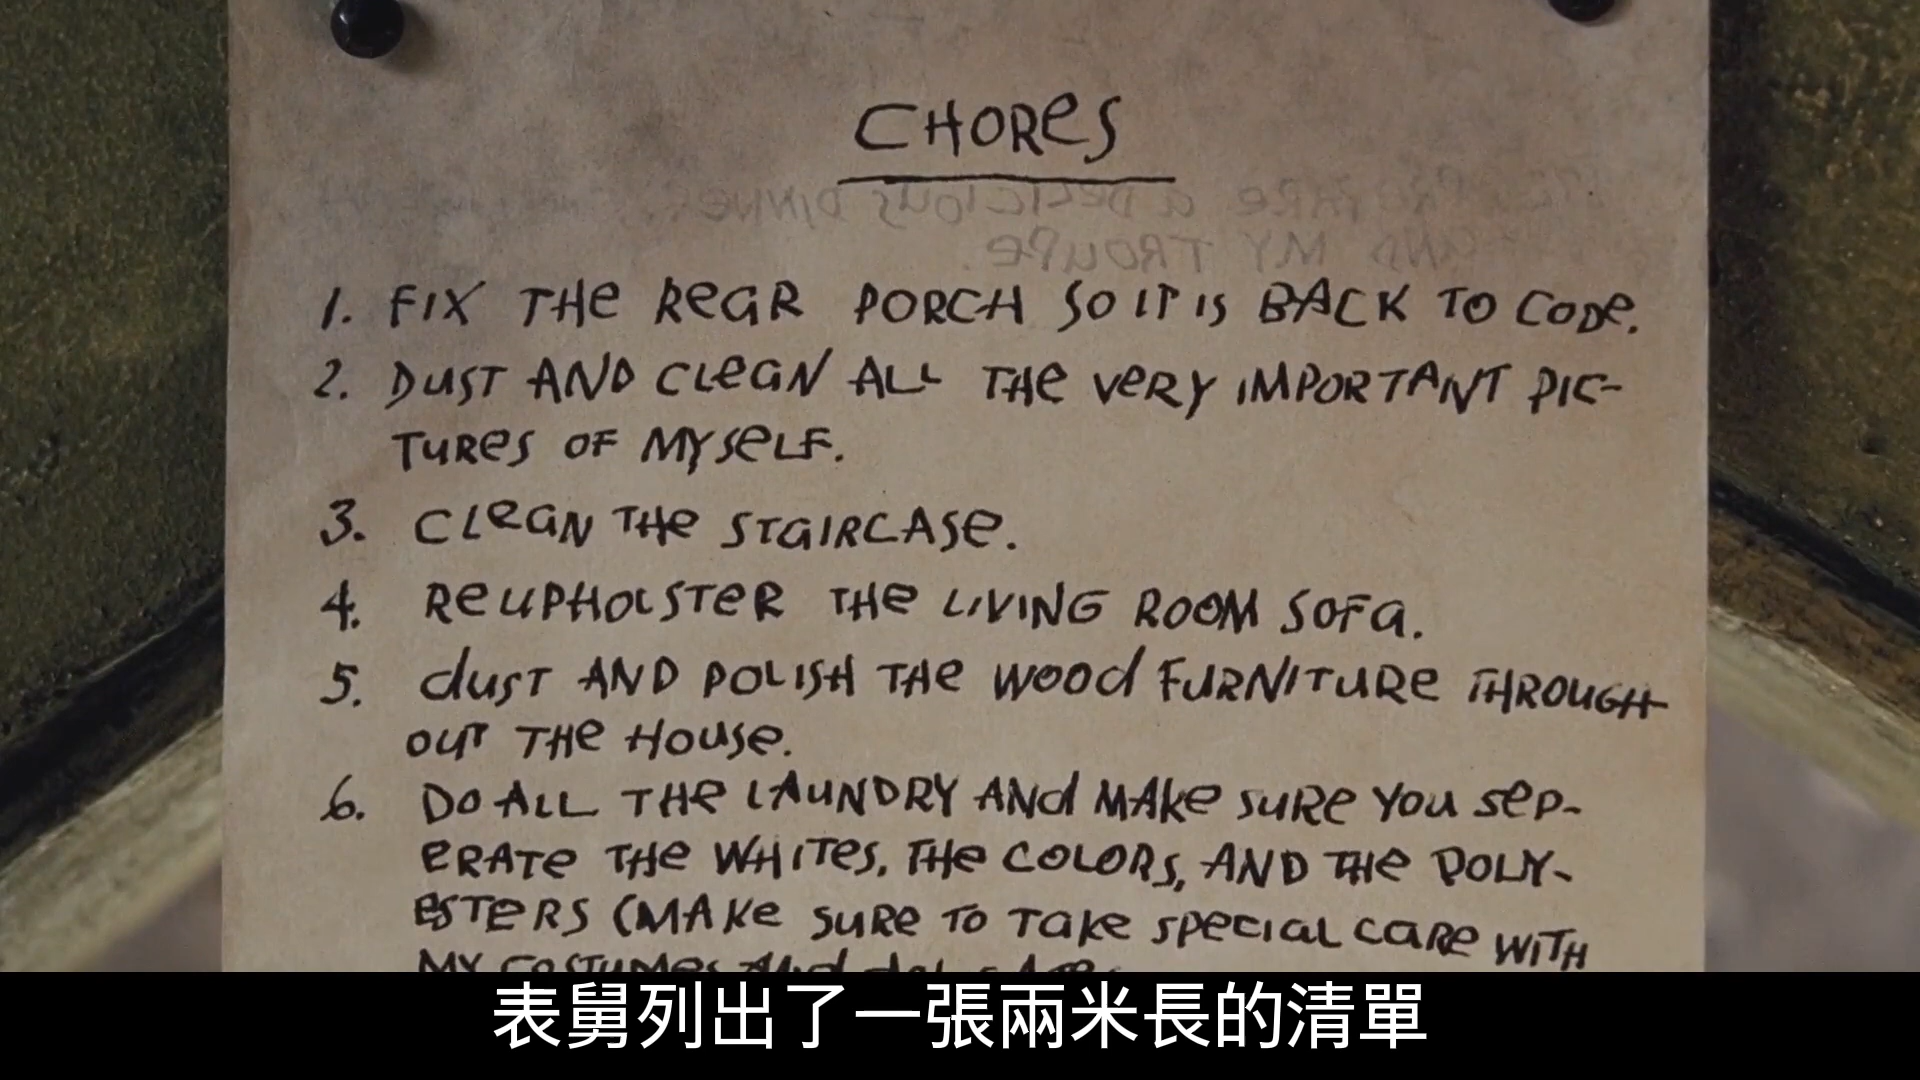 CHORES
1. FIX THE REAR PORCH SO IT IS BACK TO CODE.
2. DUST AND CLEAN ALL THE VERY IMPORTANT PIC-
TURES OF MYSELF.
3. CLEAN THE STAIRCASE.
4. REUPHOLSTER THE LIVING ROOM SOFA.
5. DUST AND POLISH THE WOOD FURNITURE THROUGH-
OUT THE HOUSE.
6. DO ALL THE LAUNDRY AND MAKE SURE YOU SEP-
ERATE THE WHITES, THE COLORS, AND THE POLY-
ESTERS (MAKE SURE TO TAKE SPECIAL CARE WITH
MY COSTUMES AND
表舅列出了一張兩米長的清單